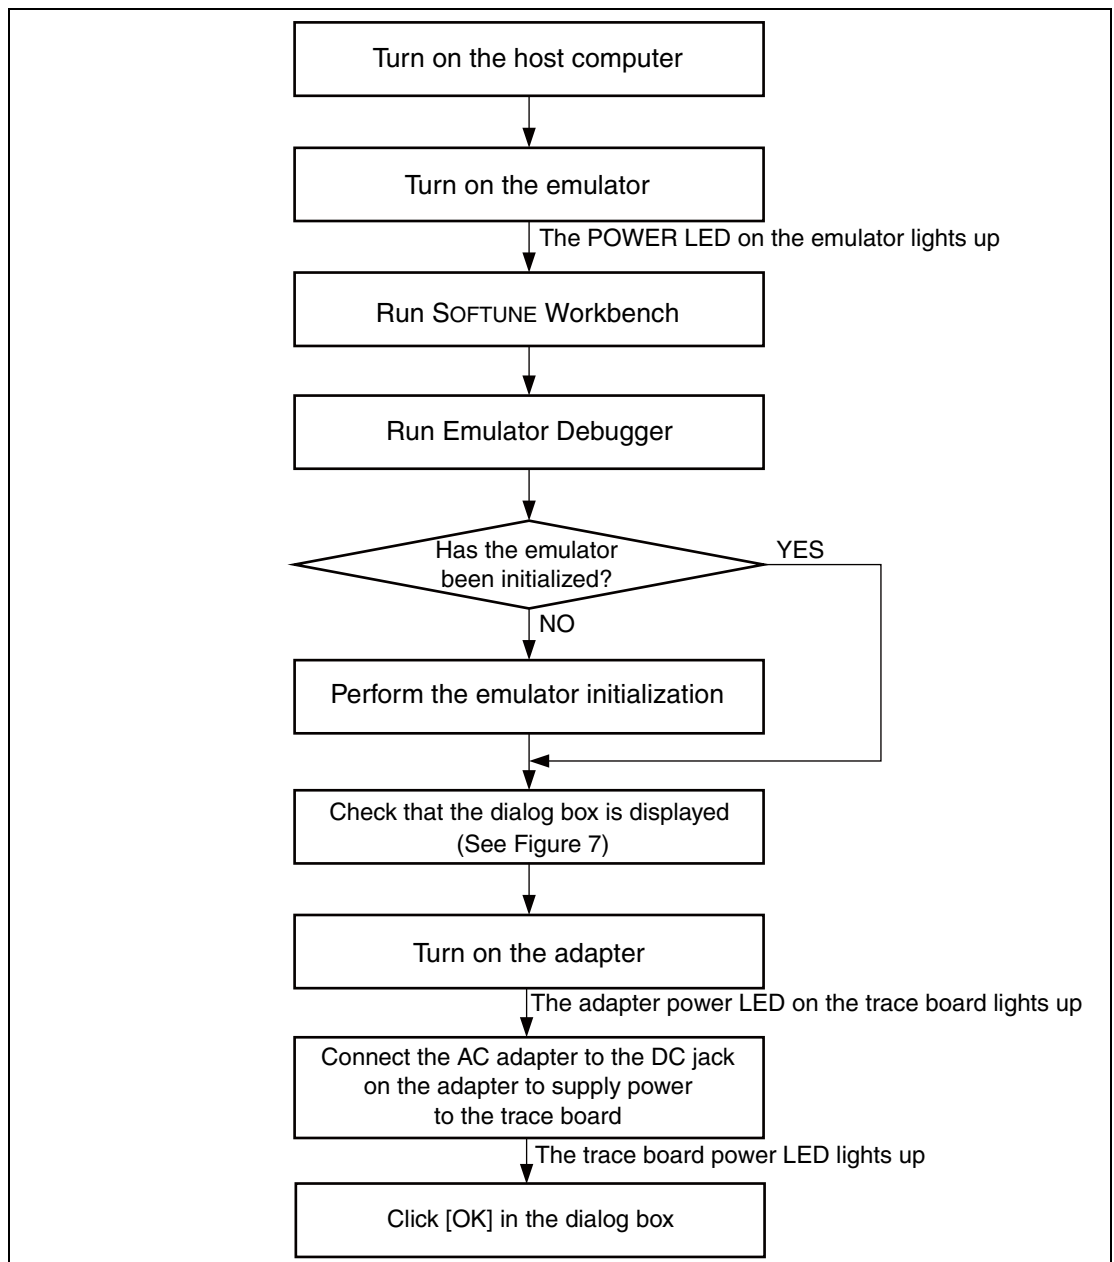 Turn on the host computer
Turn on the emulator
The POWER LED on the emulator lights up
Run SOFTUNE Workbench
Run Emulator Debugger
Has the emulator
been initialized?
YES
NO
Perform the emulator initialization
Check that the dialog box is displayed
(See Figure 7)
Turn on the adapter
The adapter power LED on the trace board lights up
Connect the AC adapter to the DC jack
on the adapter to supply power
to the trace board
The trace board power LED lights up
Click [OK] in the dialog box